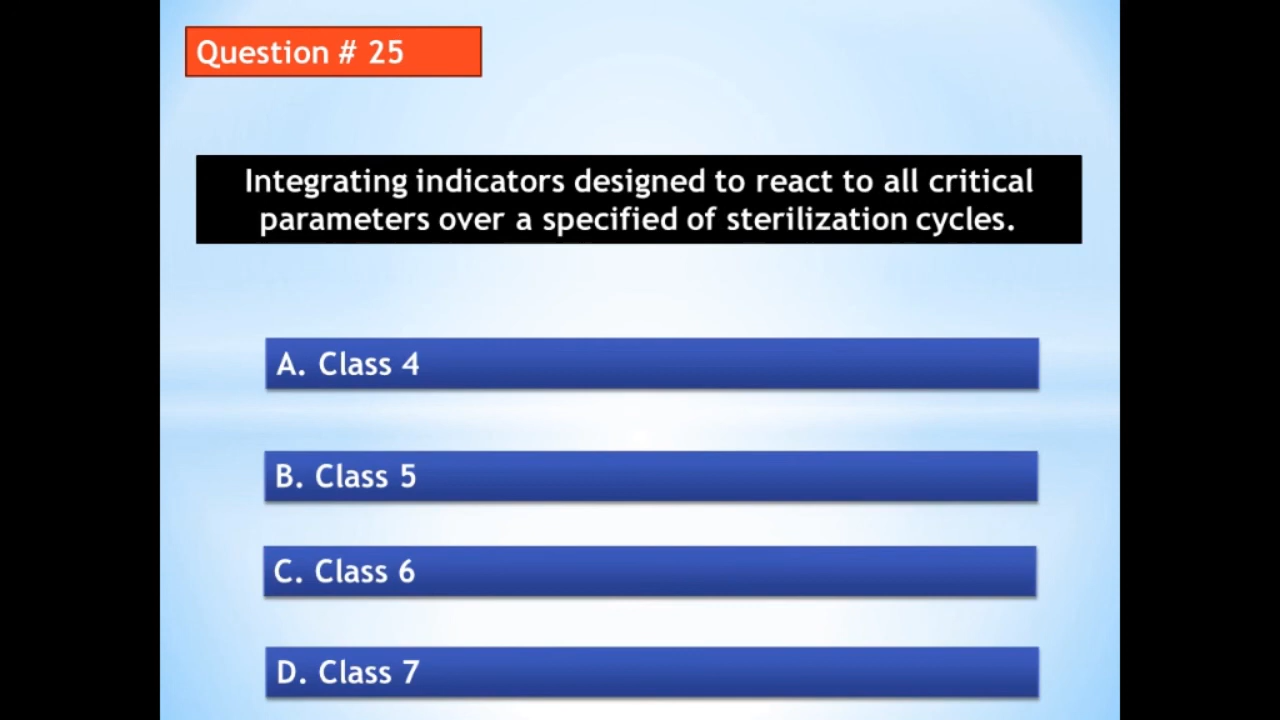 Question # 25
Integrating indicators designed to react to all critical
parameters over a specified of sterilization cycles.
A. Class 4
B. Class 5
C. Class 6
D. Class 7